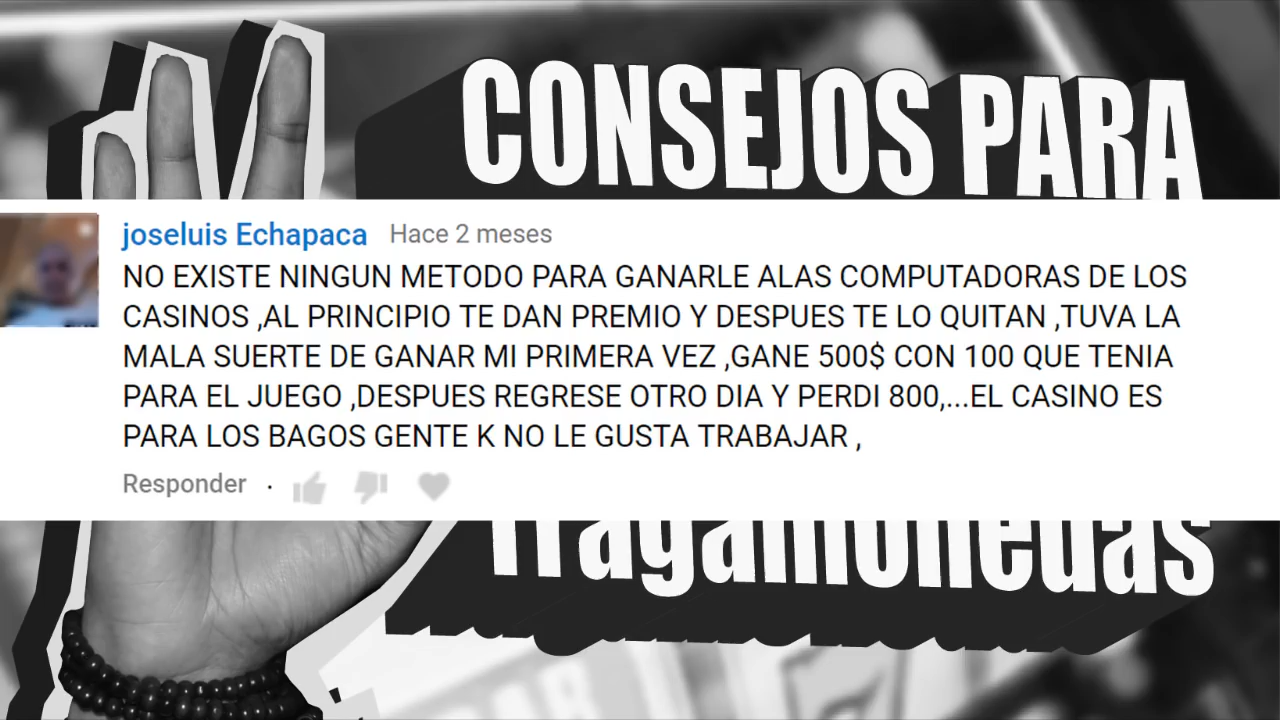 CONSEJOS PARA
joseluis Echapaca Hace 2 meses
NO EXISTE NINGUN METODO PARA GANARLE ALAS COMPUTADORAS DE LOS
CASINOS ,AL PRINCIPIO TE DAN PREMIO Y DESPUES TE LO QUITAN ,TUVA LA
MALA SUERTE DE GANAR MI PRIMERA VEZ ,GANE 500$ CON 100 QUE TENIA
PARA EL JUEGO ,DESPUES REGRESE OTRO DIA Y PERDI 800,...EL CASINO ES
PARA LOS BAGOS GENTE K NO LE GUSTA TRABAJAR ,
Responder ·
Tragamonedas